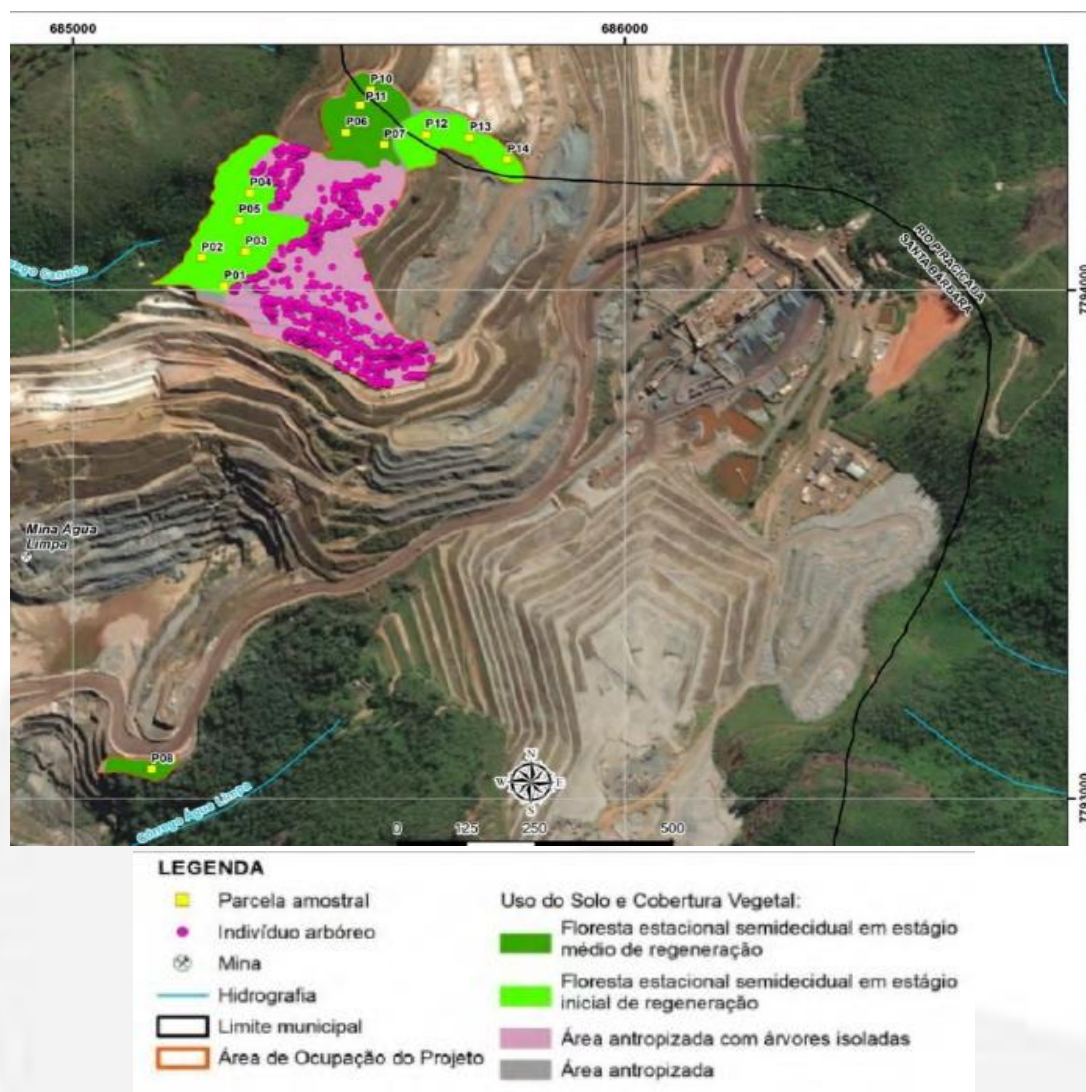 685000
686000
P10
P11
P06
P07
P12
P13
P14
P04
P05
P02
P03
P01
RIO PIRACICABA
SANTA BÁRBARA
7784000
Mina Água
Limpa
P08
Córrego Água Limpa
N
W E
S
7793000
0 125 250 500
LEGENDA
Parcela amostral
Indivíduo arbóreo
Mina
Hidrografia
Limite municipal
Área de Ocupação do Projeto
Uso do Solo e Cobertura Vegetal:
Floresta estacional semidecidual em estágio
médio de regeneração
Floresta estacional semidecidual em estágio
inicial de regeneração
Área antropizada com árvores isoladas
Área antropizada